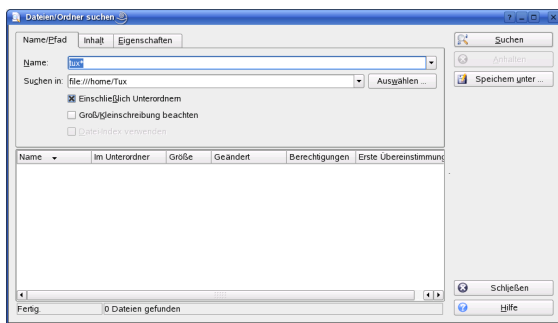 Dateien/Ordner suchen
Name/Pfad Inhalt Eigenschaften
Name: tux*
Suchen in: file:///home/Tux Auswählen ...
Einschließlich Unterordnern
Groß/Kleinschreibung beachten
Dateiindex verwenden
Suchen
Anhalten
Speichern unter ...
Name Im Unterordner Größe Geändert Berechtigungen Erste Übereinstimmung
Schließen
Hilfe
Fertig. 0 Dateien gefunden